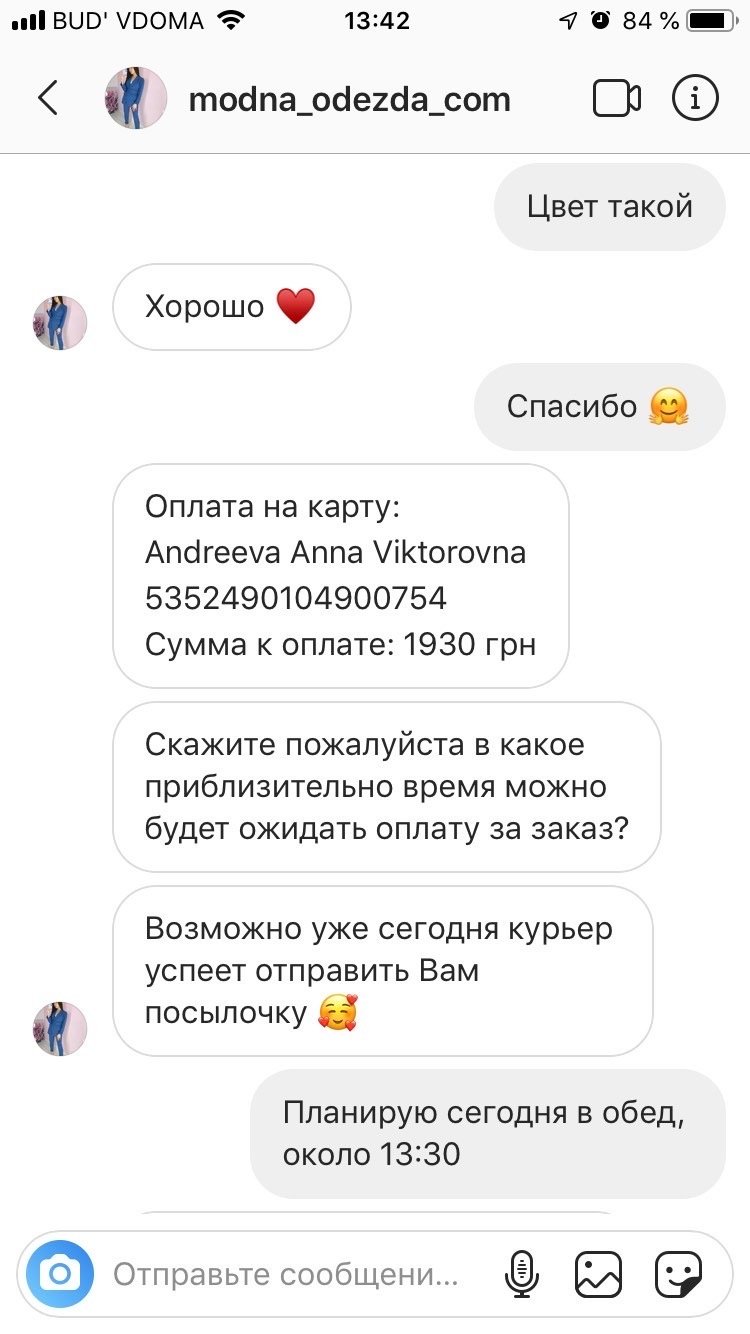 BUD' VDOMA 13:42 84 %
modna_odezda_com
Цвет такой
Хорошо ♥️
Спасибо 🤗
Оплата на карту:
Andreeva Anna Viktorovna
5352490104900754
Сумма к оплате: 1930 грн
Скажите пожалуйста в какое
приблизительно время можно
будет ожидать оплату за заказ?
Возможно уже сегодня курьер
успеет отправить Вам
посылочку 🥰
Планирую сегодня в обед,
около 13:30
Отправьте сообщени...